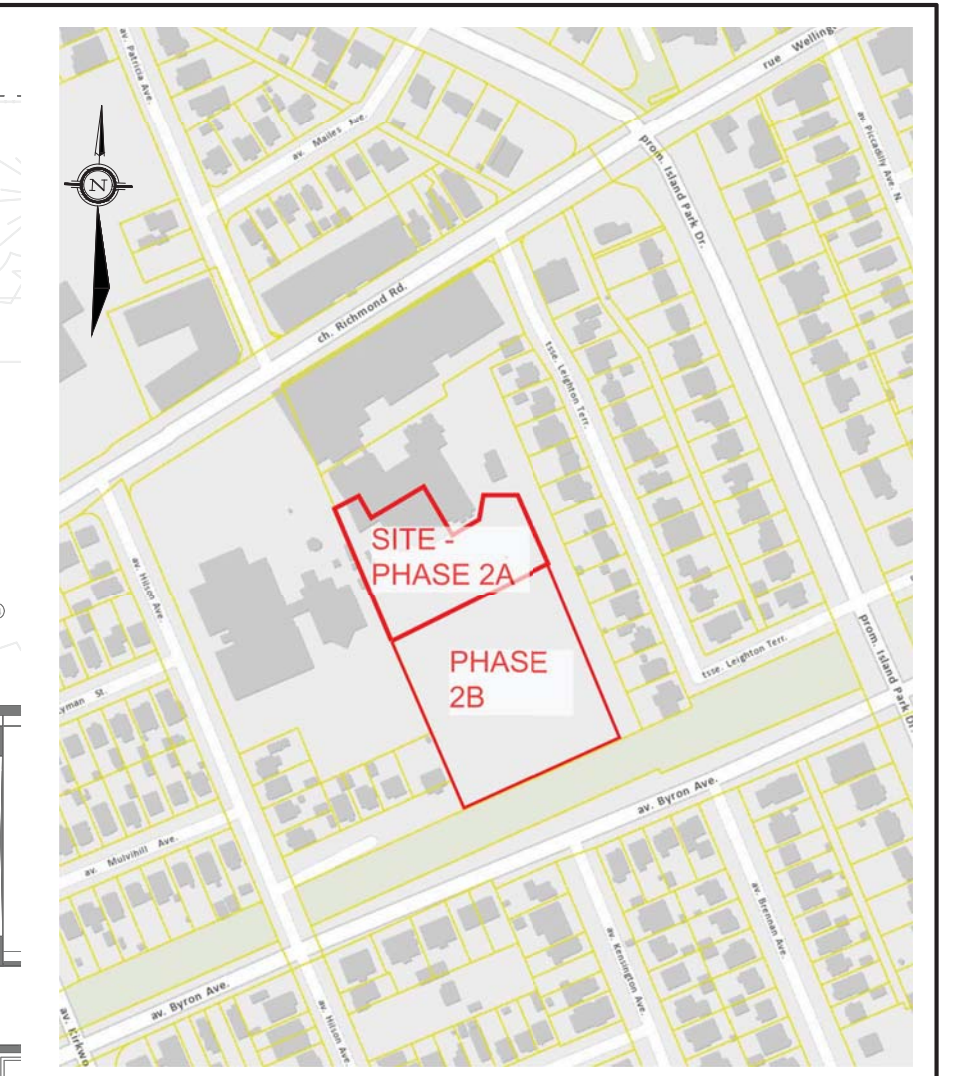 av. Patricia Ave.
rue Welling
av. Mailes Ave.
prom. Island Park Dr.
av. Piccadilly Ave. N.
N
ch. Richmond Rd.
tsse. Leighton Terr.
SITE -
PHASE 2A
av. Hilson Ave.
PHASE
2B
tsse. Leighton Terr.
prom. Island Park Dr.
yman St.
av. Byron Ave.
av. Mulvihill Ave.
av. Brennan Ave.
av. Kensington Ave.
av. Byron Ave.
av. Hilson Ave.
av. Kirkwo